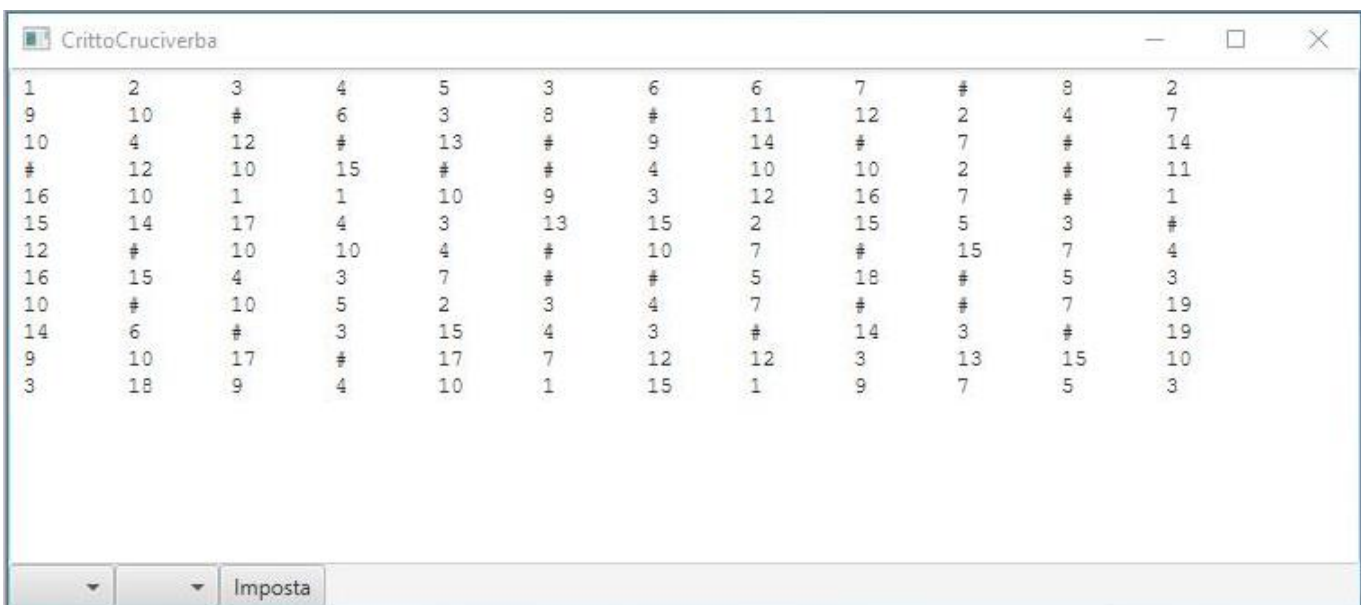 CrittoCruciverba
1 2 3 4 5 3 6 6 7 # 8 2
9 10 # 6 3 8 # 11 12 2 4 7
10 4 12 # 13 # 9 14 # 7 # 14
# 12 10 15 # # 4 10 10 2 # 11
16 10 1 1 10 9 3 12 16 7 # 1
15 14 17 4 3 13 15 2 15 5 3 #
12 # 10 10 4 # 10 7 # 15 7 4
16 15 4 3 7 # # 5 18 # 5 3
10 # 10 5 2 3 4 7 # # 7 19
14 6 # 3 15 4 3 # 14 3 # 19
9 10 17 # 17 7 12 12 3 13 15 10
3 18 9 4 10 1 15 1 9 7 5 3
Imposta